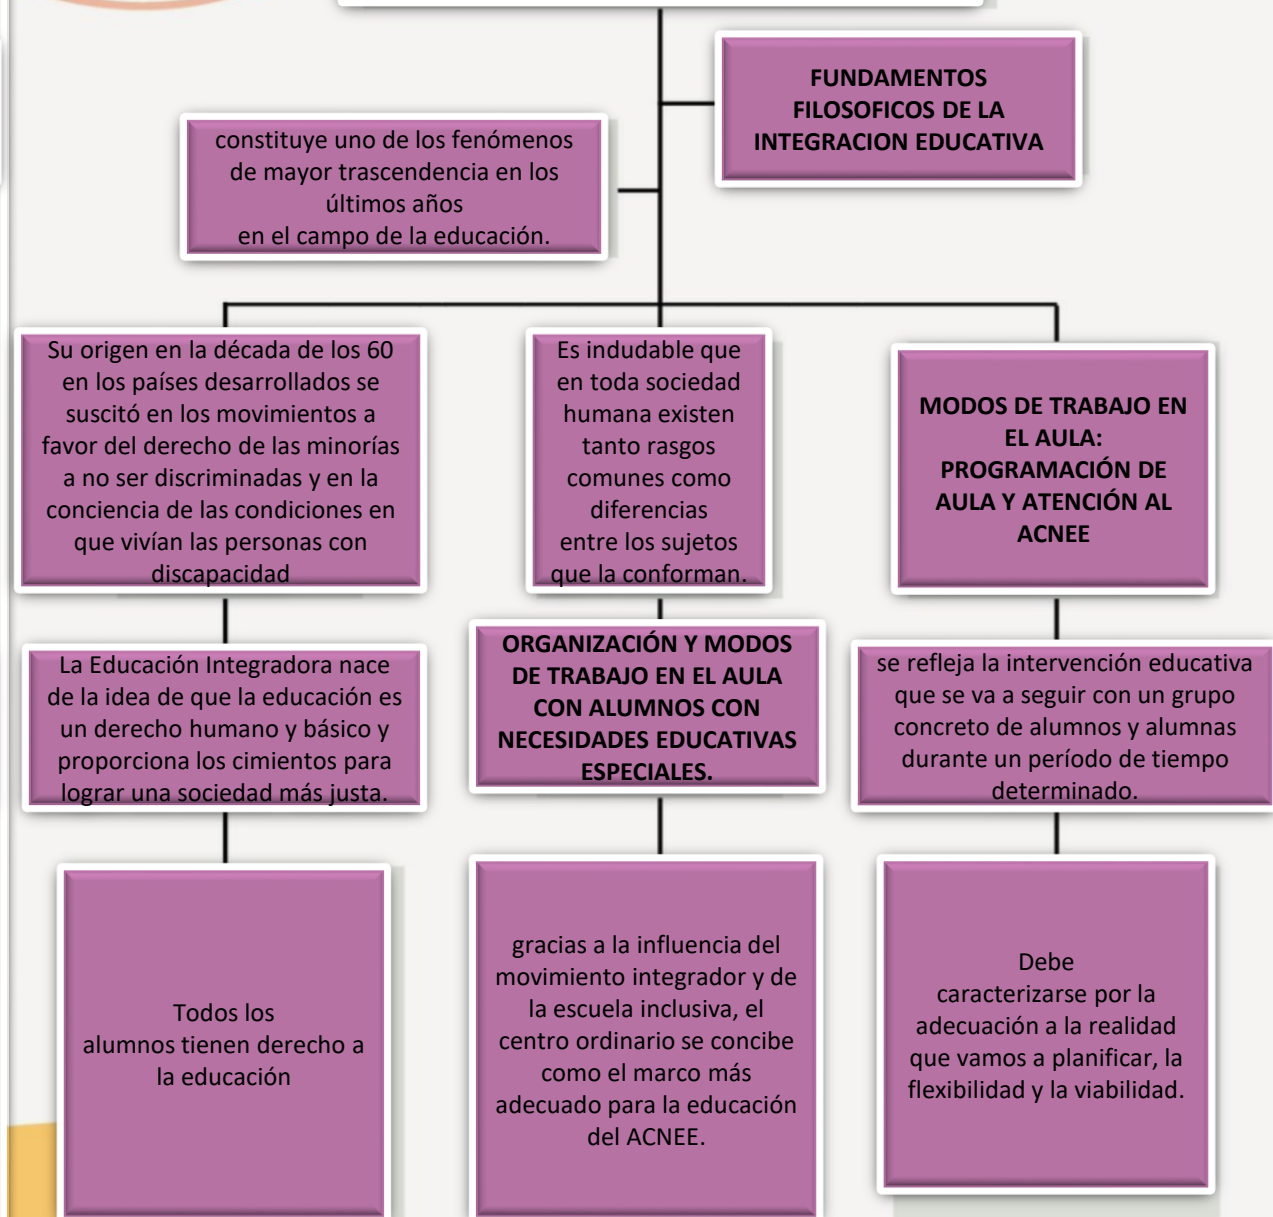 FUNDAMENTOS
FILOSOFICOS DE LA
INTEGRACION EDUCATIVA
constituye uno de los fenómenos
de mayor trascendencia en los
últimos años
en el campo de la educación.
Su origen en la década de los 60
en los países desarrollados se
suscitó en los movimientos a
favor del derecho de las minorías
a no ser discriminadas y en la
conciencia de las condiciones en
que vivían las personas con
discapacidad
Es indudable que
en toda sociedad
humana existen
tanto rasgos
comunes como
diferencias
entre los sujetos
que la conforman.
MODOS DE TRABAJO EN
EL AULA:
PROGRAMACIÓN DE
AULA Y ATENCIÓN AL
ACNEE
La Educación Integradora nace
de la idea de que la educación es
un derecho humano y básico y
proporciona los cimientos para
lograr una sociedad más justa.
ORGANIZACIÓN Y MODOS
DE TRABAJO EN EL AULA
CON ALUMNOS CON
NECESIDADES EDUCATIVAS
ESPECIALES.
se refleja la intervención educativa
que se va a seguir con un grupo
concreto de alumnos y alumnas
durante un período de tiempo
determinado.
Todos los
alumnos tienen derecho a
la educación
gracias a la influencia del
movimiento integrador y de
la escuela inclusiva, el
centro ordinario se concibe
como el marco más
adecuado para la educación
del ACNEE.
Debe
caracterizarse por la
adecuación a la realidad
que vamos a planificar, la
flexibilidad y la viabilidad.